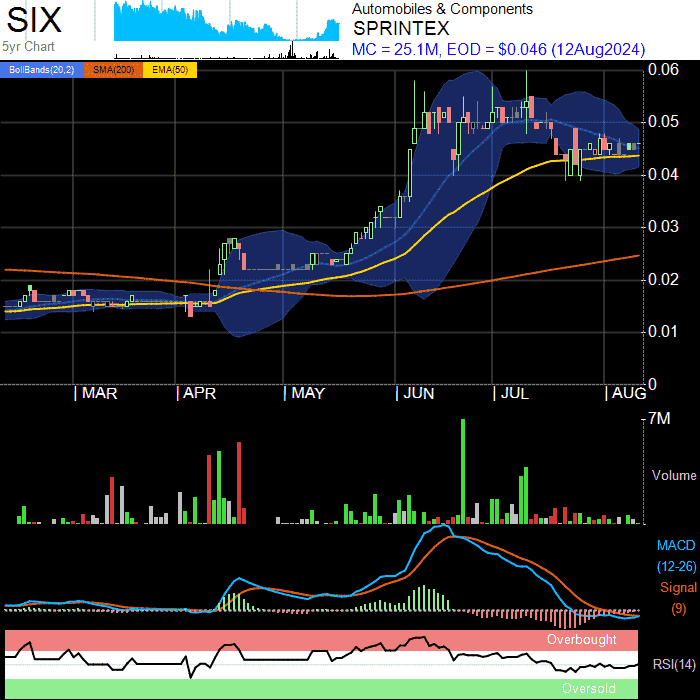 SIX
5yr Chart
Automobiles & Components
SPRINTEX
MC = 25.1M, EOD = $0.046 (12Aug2024)
BollBands(20,2) SMA(200) EMA(50)
0.06
0.05
0.04
0.03
0.02
0.01
0
MAR APR MAY JUN JUL AUG
7M
Volume
MACD
(12-26)
Signal
(9)
Overbought
RSI(14)
Oversold